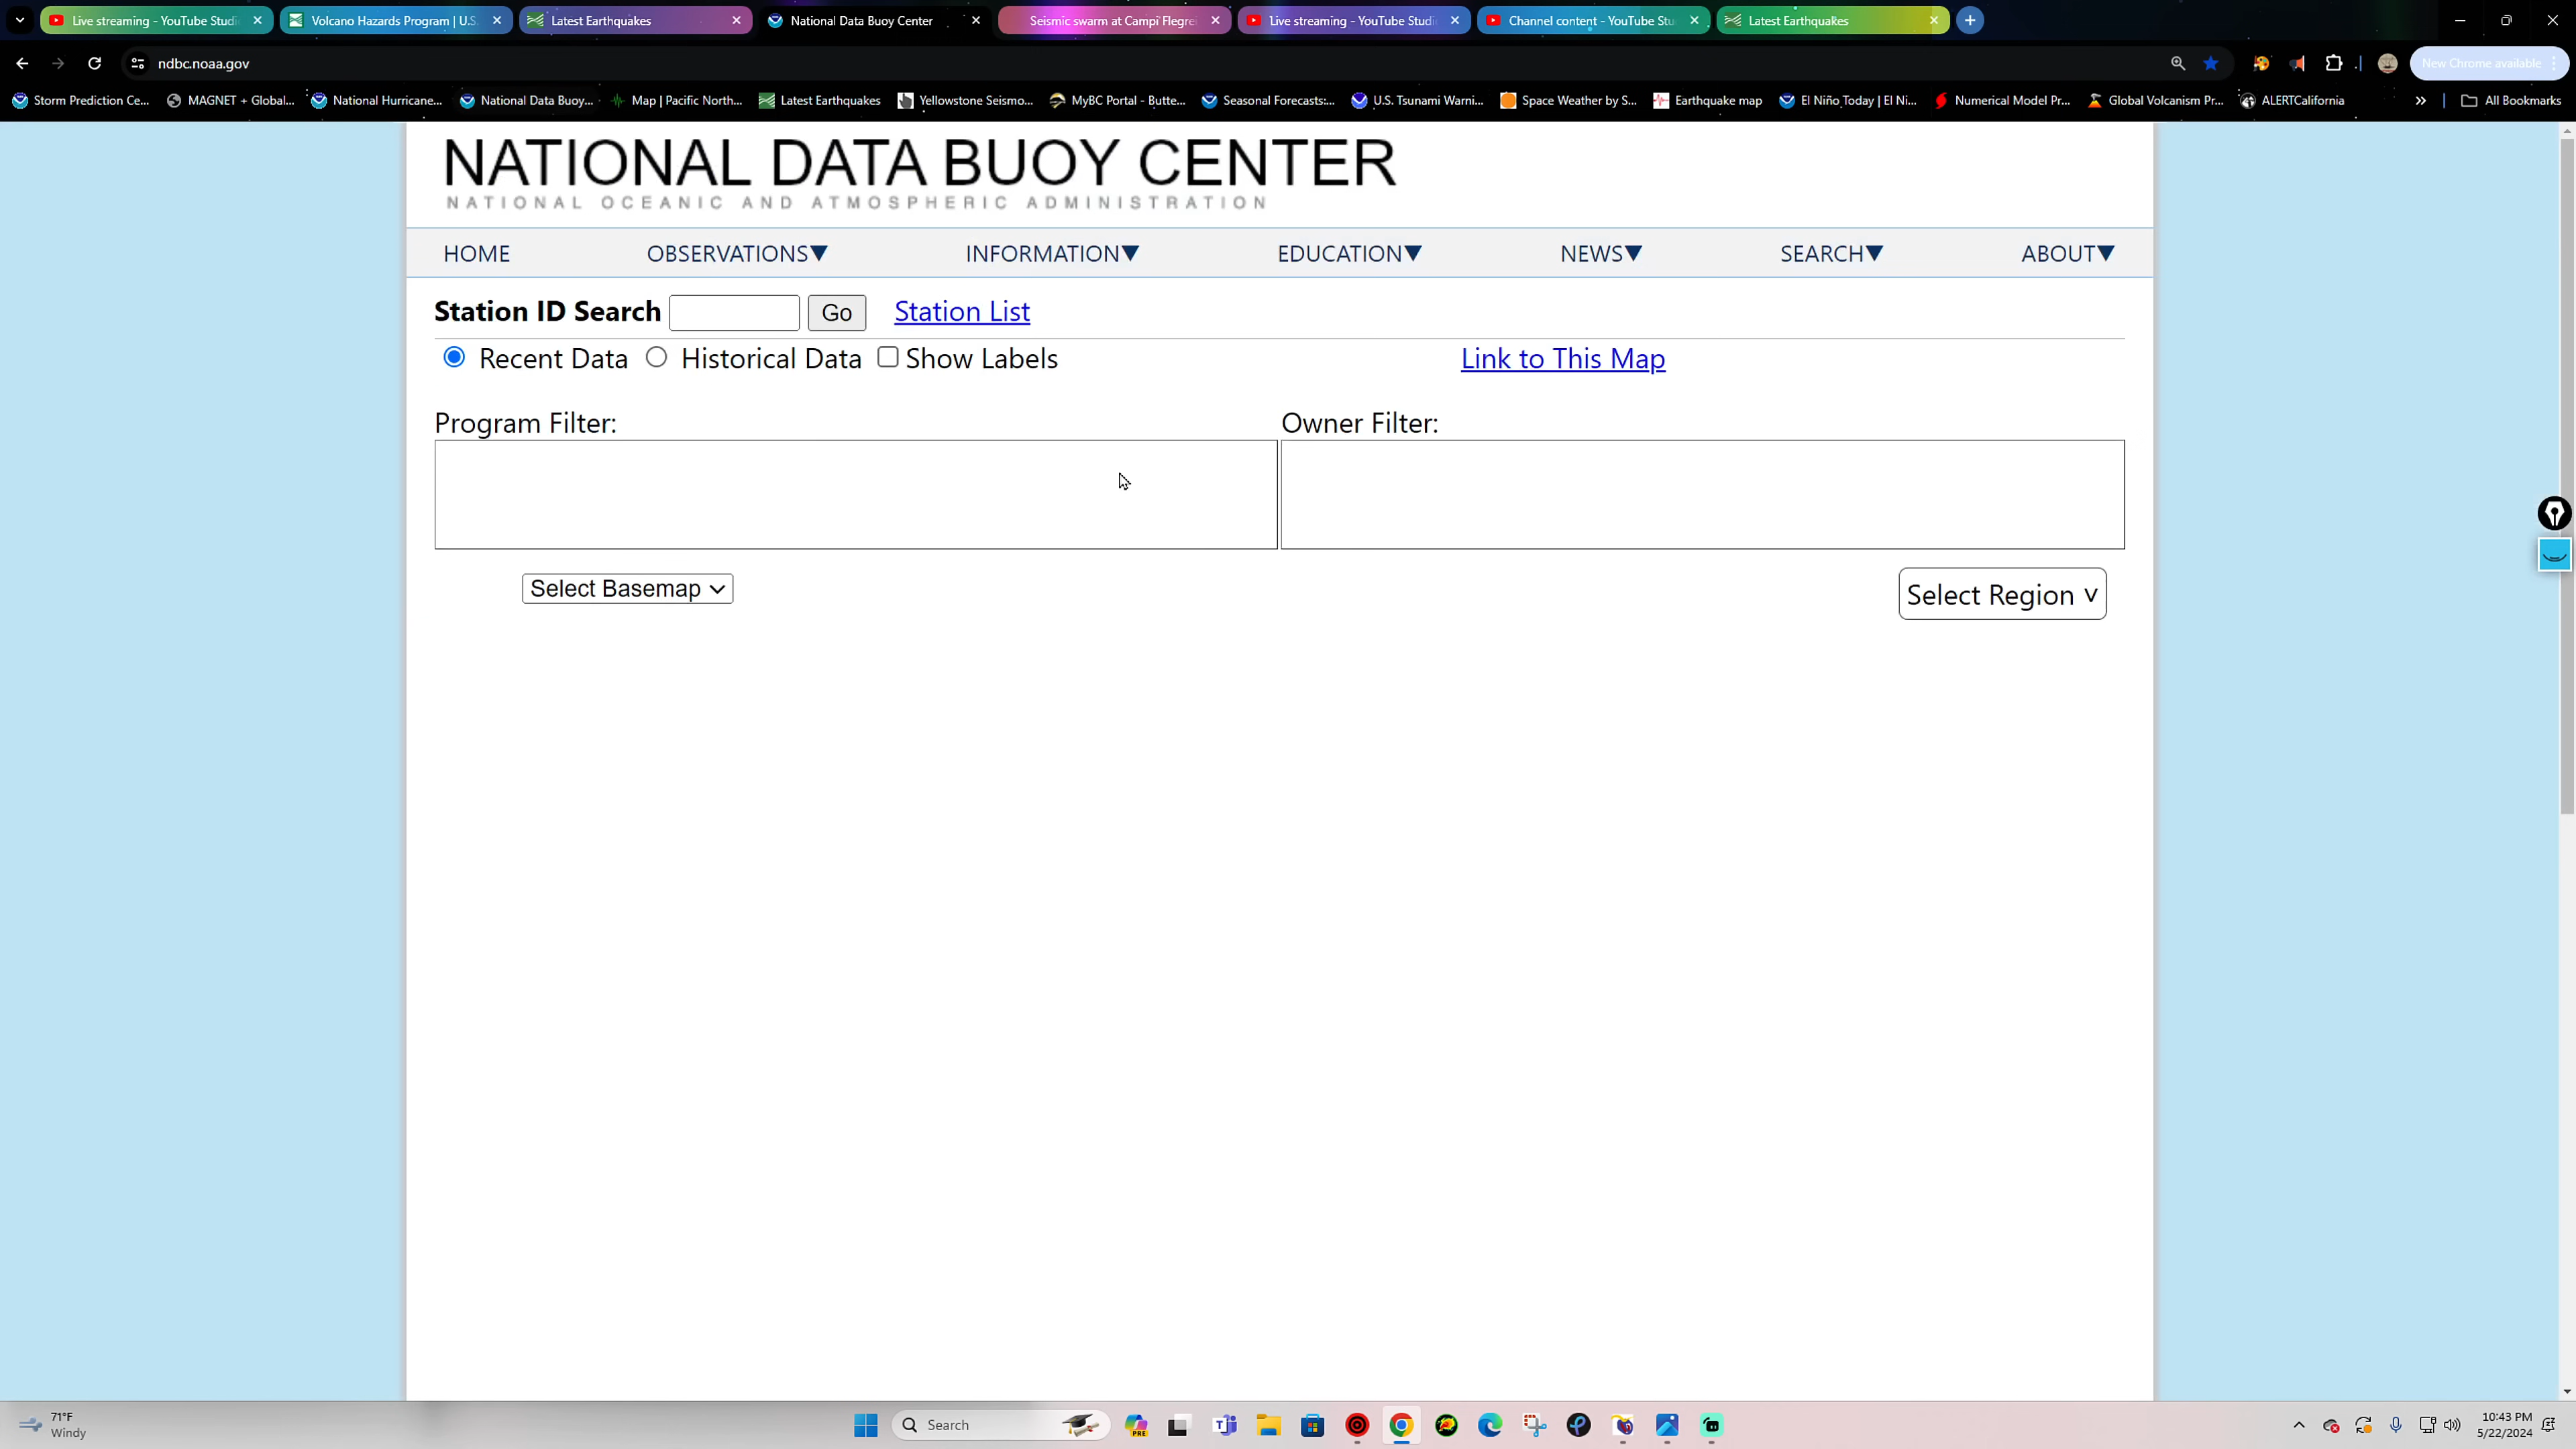 Live streaming - YouTube Studi
Volcano Hazards Program | U.S.
Latest Earthquakes
National Data Buoy Center
Seismic swarm at Campi Flegrei
Live streaming - YouTube Studi
Channel content - YouTube Stu
Latest Earthquakes
ndbc.noaa.gov
New Chrome available
Storm Prediction Ce...
MAGNET + Global...
National Hurricane...
National Data Buoy...
Map | Pacific North...
Latest Earthquakes
Yellowstone Seismo...
MyBC Portal - Butte...
Seasonal Forecasts:...
U.S. Tsunami Warni...
Space Weather by S...
Earthquake map
El Niño Today | El Ni...
Numerical Model Pr...
Global Volcanism Pr...
ALERTCalifornia
All Bookmarks
NATIONAL DATA BUOY CENTER
NATIONAL OCEANIC AND ATMOSPHERIC ADMINISTRATION
HOME OBSERVATIONS▼ INFORMATION▼ EDUCATION▼ NEWS▼ SEARCH▼ ABOUT▼
Station ID Search Go Station List
Recent Data Historical Data Show Labels Link to This Map
Program Filter: Owner Filter:
Select Basemap Select Region v
71°F
Windy
Search
PRE
10:43 PM
5/22/2024